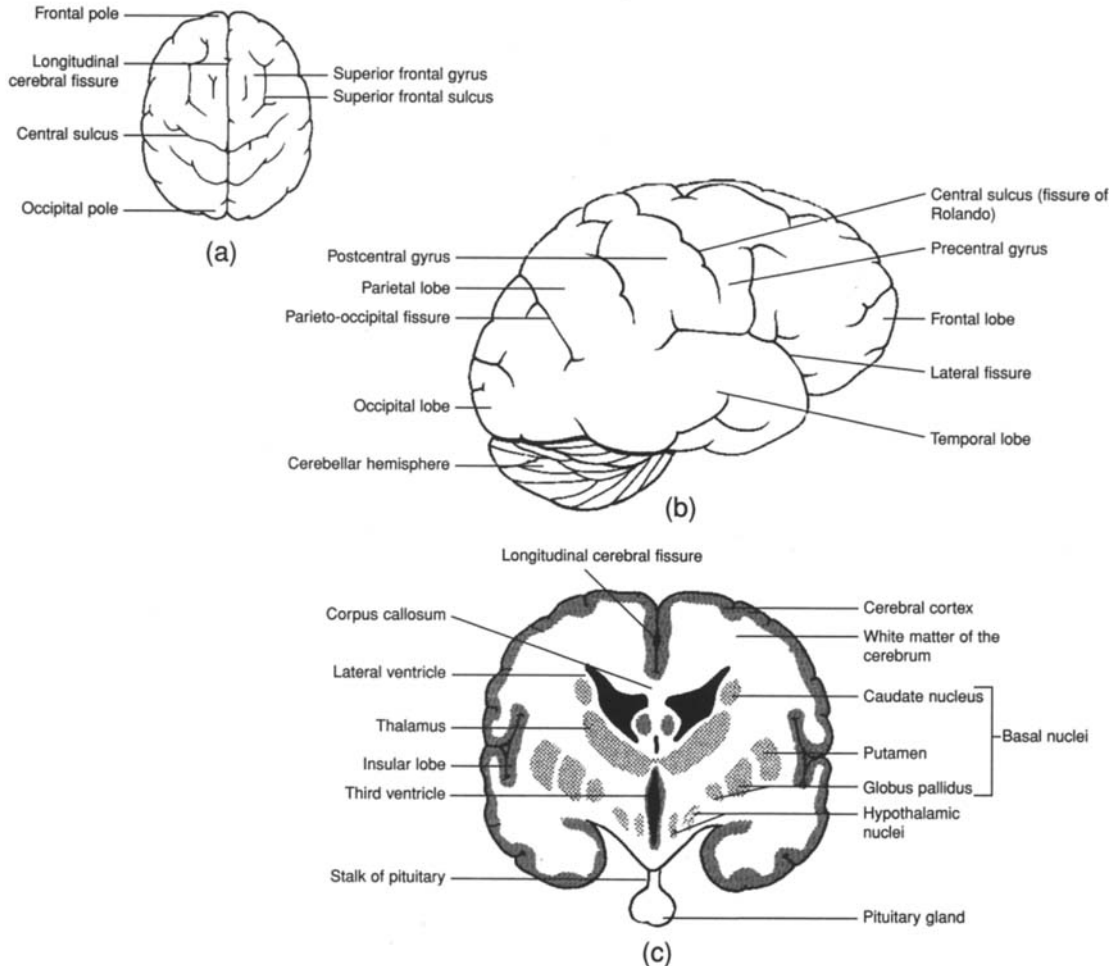 Frontal pole
Longitudinal
cerebral fissure
Central sulcus
Occipital pole
Superior frontal gyrus
Superior frontal sulcus
(a)
Postcentral gyrus
Parietal lobe
Parieto-occipital fissure
Occipital lobe
Cerebellar hemisphere
Central sulcus (fissure of
Rolando)
Precentral gyrus
Frontal lobe
Lateral fissure
Temporal lobe
(b)
Longitudinal cerebral fissure
Corpus callosum
Lateral ventricle
Thalamus
Insular lobe
Third ventricle
Stalk of pituitary
Cerebral cortex
White matter of the
cerebrum
Caudate nucleus
Putamen
Globus pallidus
Basal nuclei
Hypothalamic
nuclei
Pituitary gland
(c)